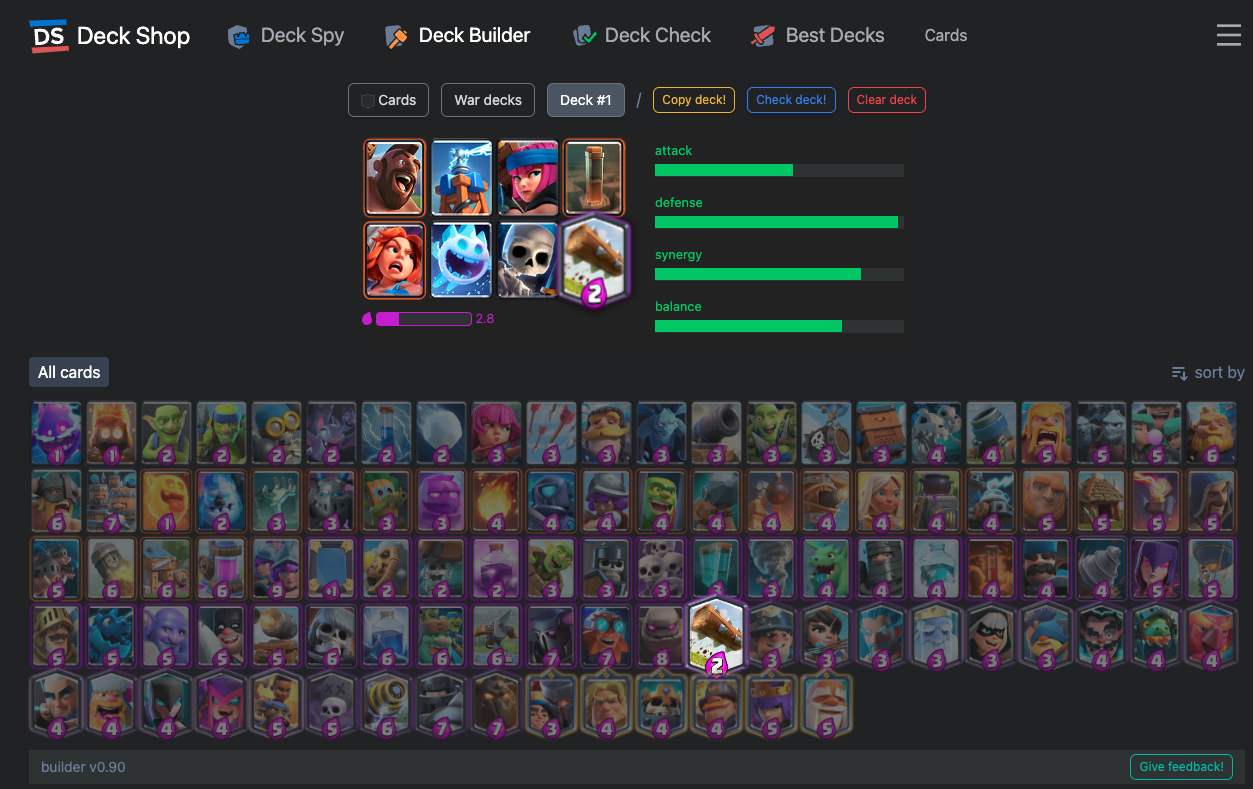 DS Deck Shop Deck Spy Deck Builder Deck Check Best Decks Cards
Cards War decks Deck #1 / Copy deck! Check deck! Clear deck
attack
defense
synergy
2
balance
2.8
All cards sort by
1 1 2 2 2 2 2 2 3 3 3 3 3 3 3 3 4 4 5 5 5 6
6 7 1 2 3 3 3 3 4 4 4 4 4 4 4 4 4 4 5 5 5 5
5 6 6 6 9 +1 2 2 2 3 3 3 3 3 4 4 4 4 4 4 5 5
5 5 5 5 5 6 6 6 6 7 7 8 2 3 3 3 3 3 3 4 4 4
4 4 4 4 5 5 6 7 7 3 4 4 4 5 5
builder v0.90 Give feedback!